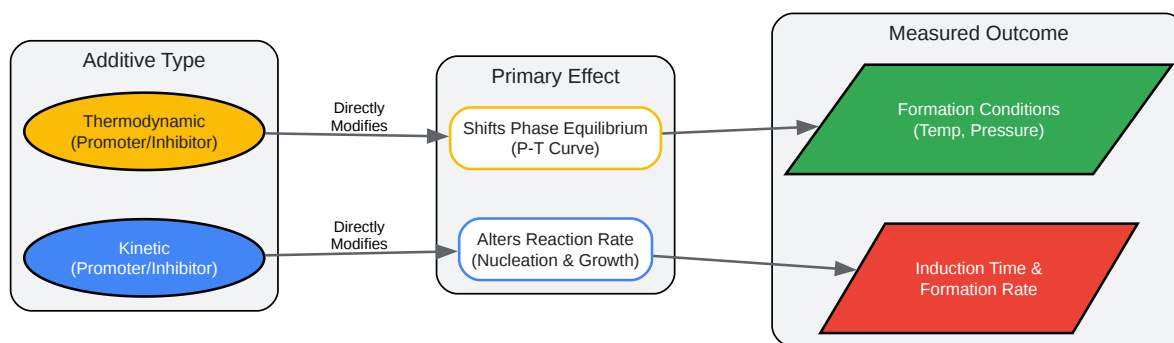 Additive Type
Thermodynamic
(Promoter/Inhibitor)
Kinetic
(Promoter/Inhibitor)
Directly
Modifies
Directly
Modifies
Primary Effect
Shifts Phase Equilibrium
(P-T Curve)
Alters Reaction Rate
(Nucleation & Growth)
Measured Outcome
Formation Conditions
(Temp, Pressure)
Induction Time &
Formation Rate